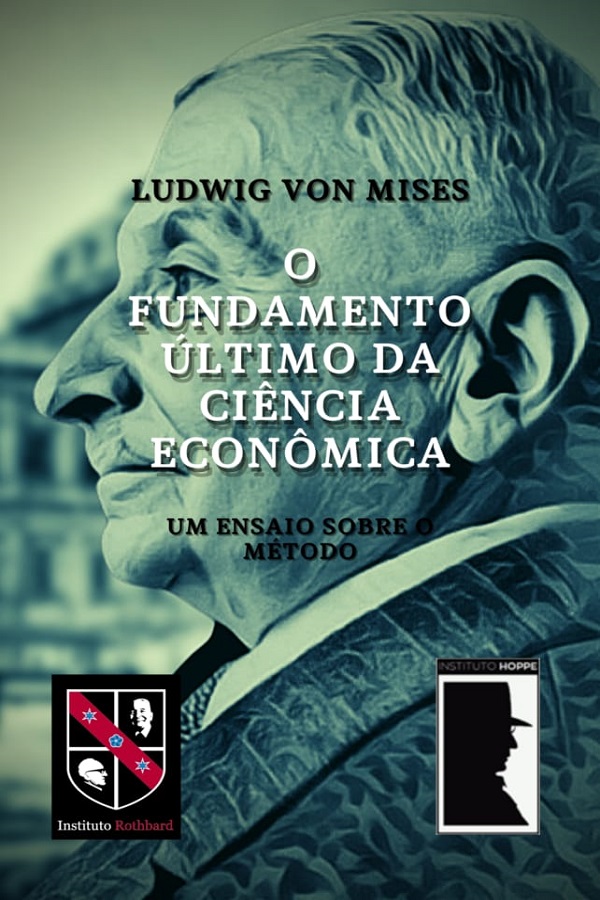 LUDWIG VON MISES
O
FUNDAMENTO
ÚLTIMO DA
CIÊNCIA
ECONÔMICA
UM ENSAIO SOBRE O
MÉTODO
INSTITUTO HOPPE
Instituto Rothbard